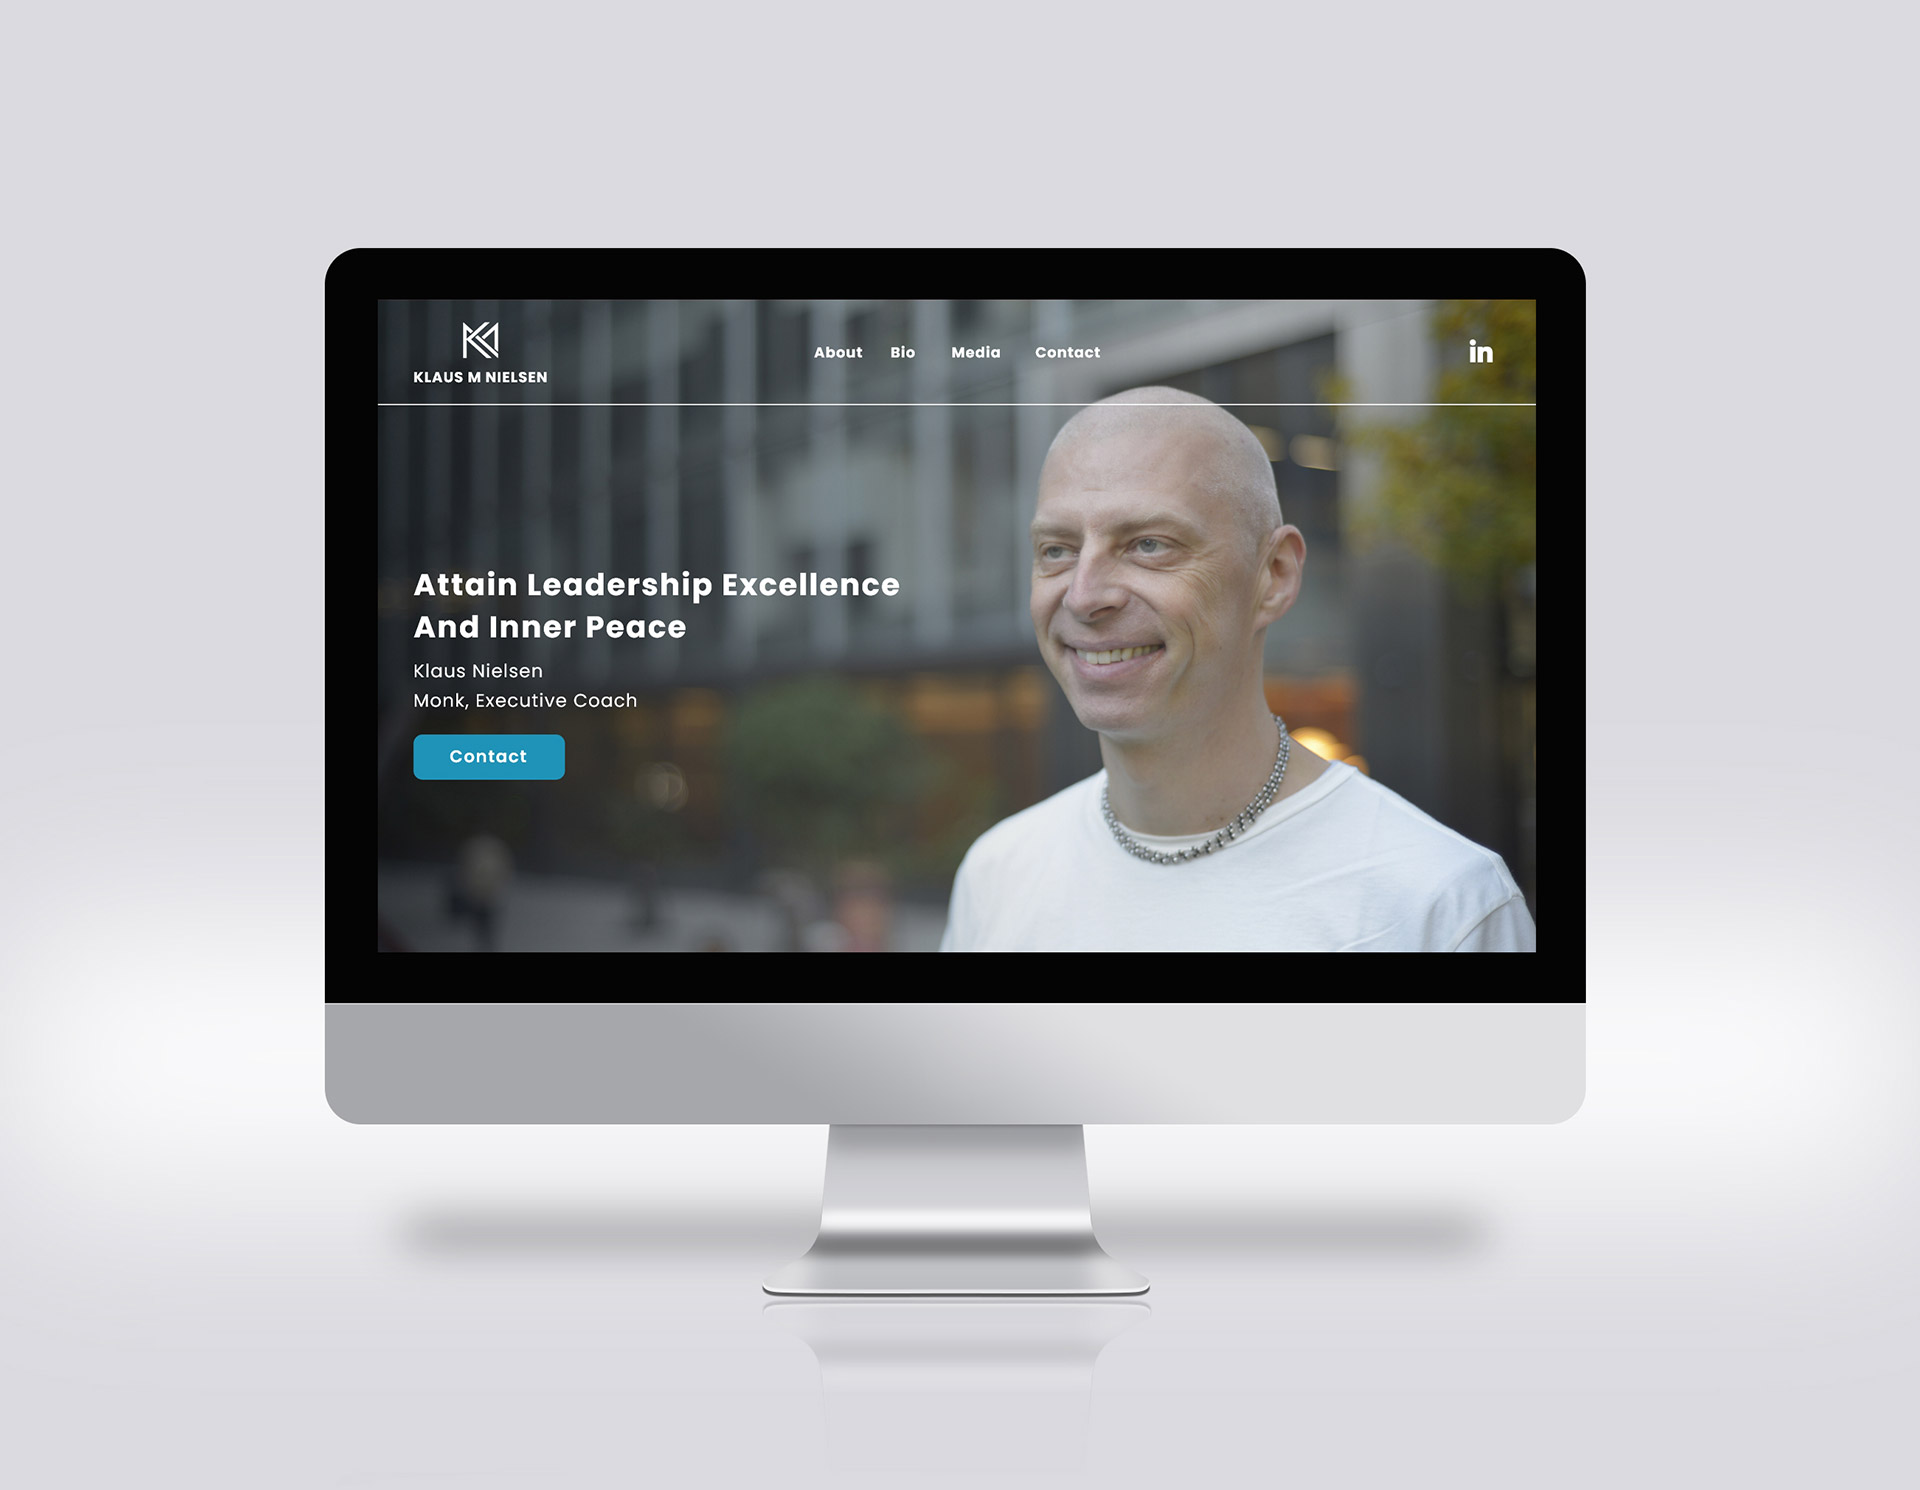 KLAUS M NIELSEN
About Bio Media Contact
in
Attain Leadership Excellence
And Inner Peace
Klaus Nielsen
Monk, Executive Coach
Contact